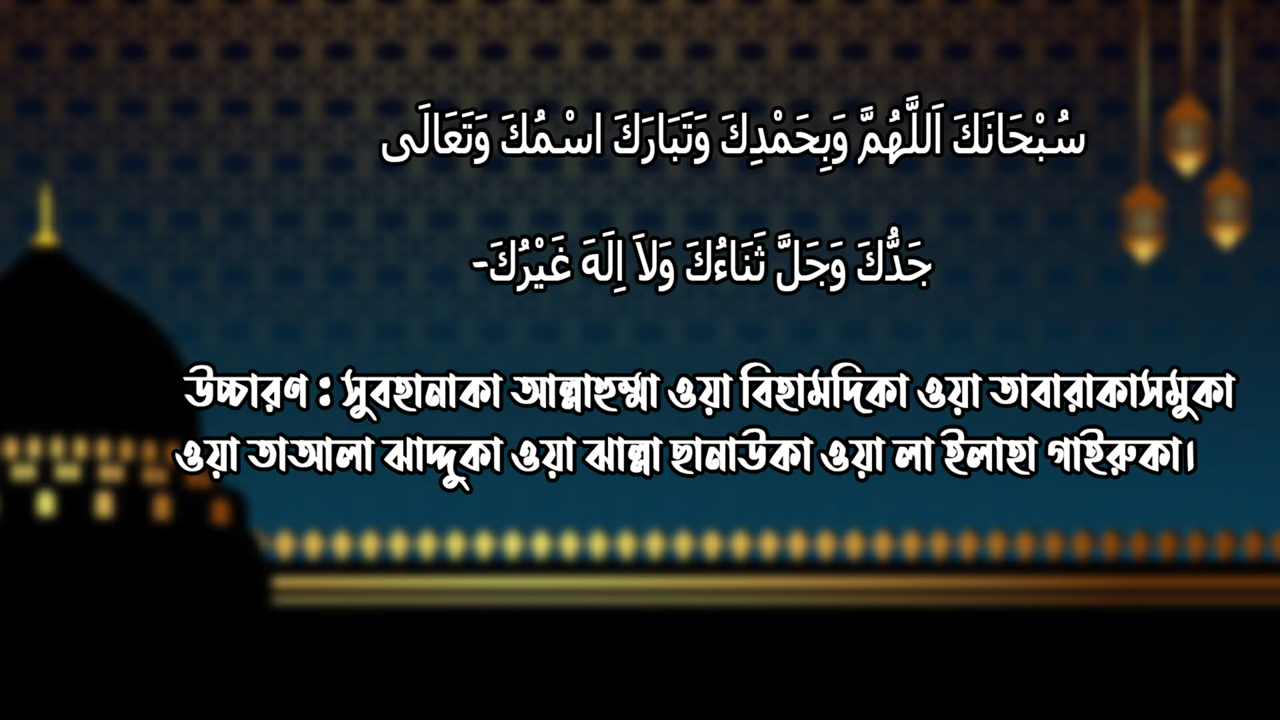 سُبْحَانَكَ اَللَّهُمَّ وَبِحَمْدِكَ وَتَبَارَكَ اسْمُكَ وَتَعَالَى
جَدُّكَ وَجَلَّ ثَنَاءُكَ وَلاَ اِلَهَ غَيْرُكَ-
উচ্চারণ : সুবহানাকা আল্লাহুম্মা ওয়া বিহামদিকা ওয়া তাবারাকাসমুকা
ওয়া তাআলা ঝাদ্দুকা ওয়া ঝাল্লা ছানাউকা ওয়া লা ইলাহা গাইরুকা।